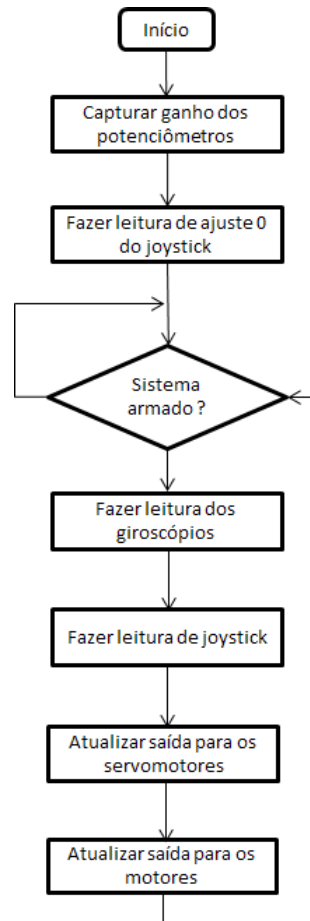 Início
Capturar ganho dos
potenciômetros
Fazer leitura de ajuste 0
do joystick
Sistema
armado ?
Fazer leitura dos
giroscópios
Fazer leitura de joystick
Atualizar saída para os
servomotores
Atualizar saída para os
motores